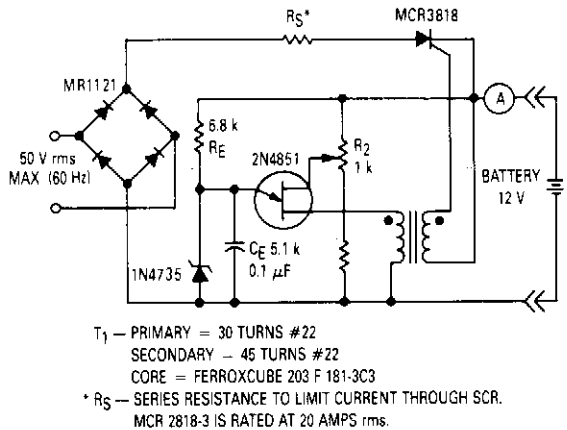 RS*
MCR3818
MR1121
A
6.8 k
RE
2N4851
R2
1 k
50 V rms
MAX (60 Hz)
BATTERY
12 V
CE 5.1 k
0.1 μF
1N4735
T1 — PRIMARY = 30 TURNS #22
SECONDARY – 45 TURNS #22
CORE = FERROXCUBE 203 F 181-3C3
* RS — SERIES RESISTANCE TO LIMIT CURRENT THROUGH SCR.
MCR 2818-3 IS RATED AT 20 AMPS rms.